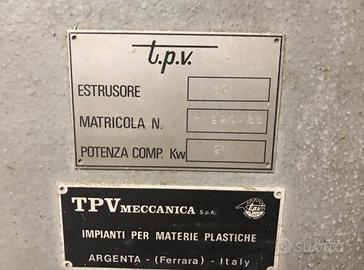 t.p.v.
ESTRUSORE
MATRICOLA N.
POTENZA COMP. Kw
TPV MECCANICA S.p.A.
IMPIANTI PER MATERIE PLASTICHE
ARGENTA - (Ferrara) - Italy
subito